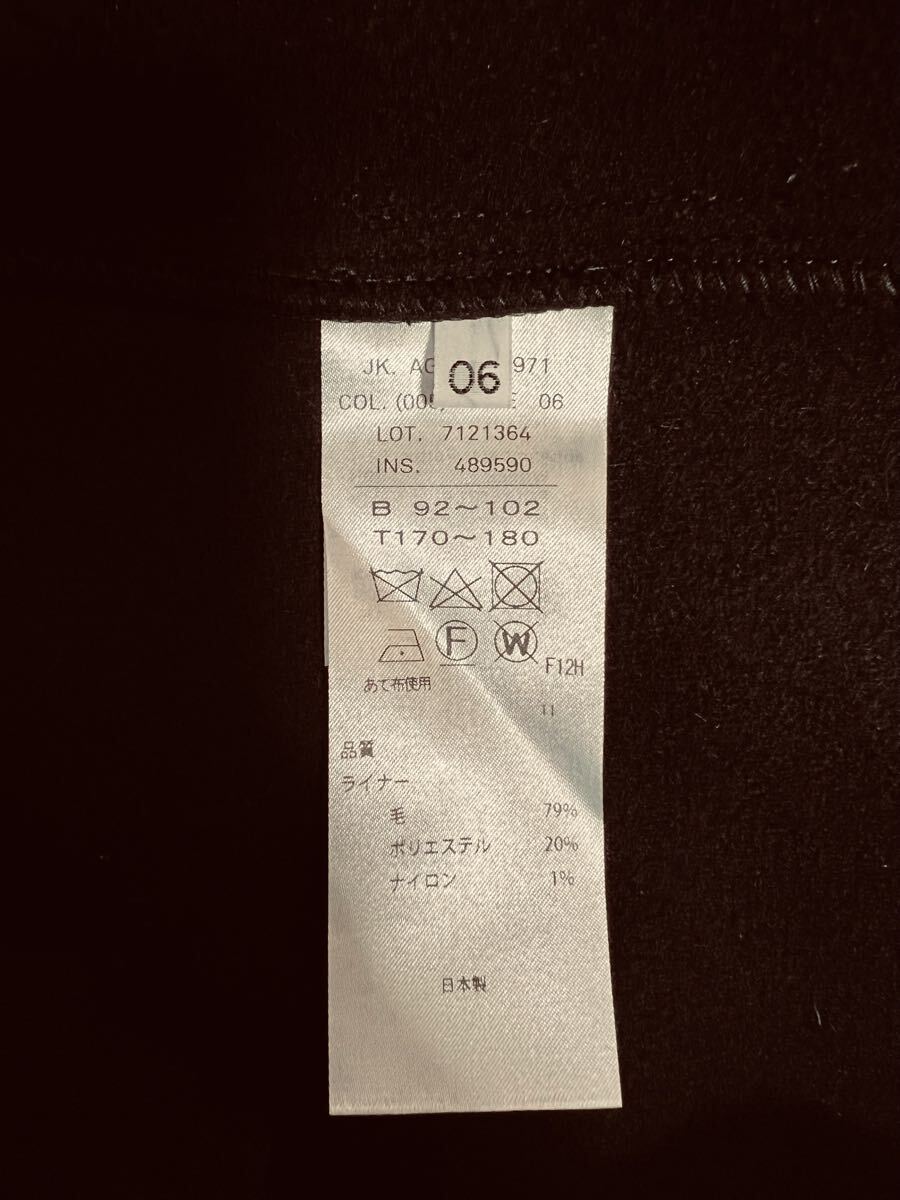 JK. 971
06
COL. (00 06
LOT. 7121364
INS. 489590
B 92～102
T170～180
F W F12H
あて布使用
11
品質
ライナー
毛 79%
ポリエステル 20%
ナイロン 1%
日本製